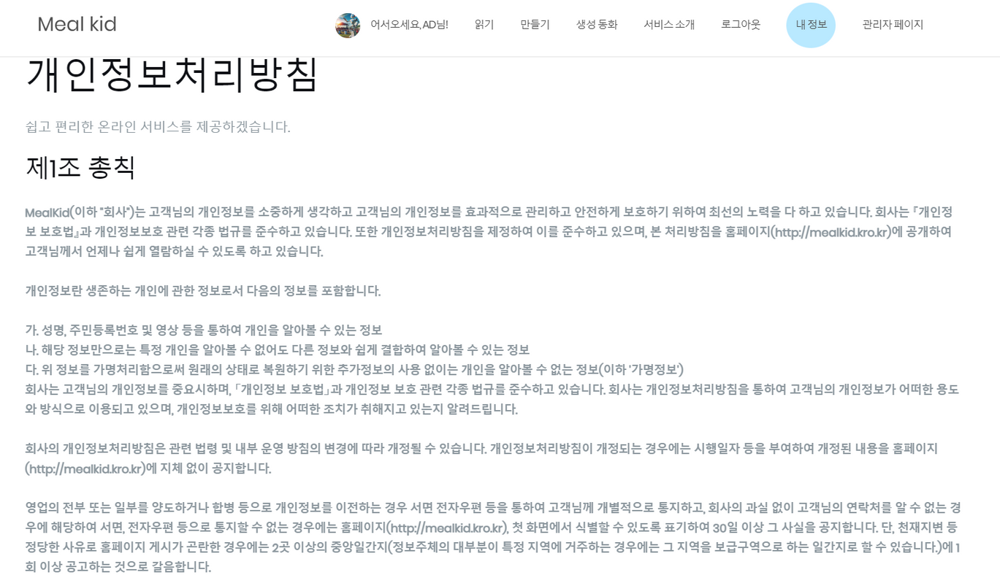 Meal kid
어서오세요, AD님!
읽기
만들기
생성 동화
서비스 소개
로그아웃
내 정보
관리자 페이지
개인정보처리방침
쉽고 편리한 온라인 서비스를 제공하겠습니다.
제1조 총칙
MealKid(이하 "회사")는 고객님의 개인정보를 소중하게 생각하고 고객님의 개인정보를 효과적으로 관리하고 안전하게 보호하기 위하여 최선의 노력을 다 하고 있습니다. 회사는 『개인정
보 보호법』과 개인정보보호 관련 각종 법규를 준수하고 있습니다. 또한 개인정보처리방침을 제정하여 이를 준수하고 있으며, 본 처리방침을 홈페이지(http://mealkid.kro.kr)에 공개하여
고객님께서 언제나 쉽게 열람하실 수 있도록 하고 있습니다.
개인정보란 생존하는 개인에 관한 정보로서 다음의 정보를 포함합니다.
가. 성명, 주민등록번호 및 영상 등을 통하여 개인을 알아볼 수 있는 정보
나. 해당 정보만으로는 특정 개인을 알아볼 수 없어도 다른 정보와 쉽게 결합하여 알아볼 수 있는 정보
다. 위 정보를 가명처리함으로써 원래의 상태로 복원하기 위한 추가정보의 사용 없이는 개인을 알아볼 수 없는 정보(이하 '가명정보')
회사는 고객님의 개인정보를 중요시하며, 「개인정보 보호법」과 개인정보 보호 관련 각종 법규를 준수하고 있습니다. 회사는 개인정보처리방침을 통하여 고객님의 개인정보가 어떠한 용도
와 방식으로 이용되고 있으며, 개인정보보호를 위해 어떠한 조치가 취해지고 있는지 알려드립니다.
회사의 개인정보처리방침은 관련 법령 및 내부 운영 방침의 변경에 따라 개정될 수 있습니다. 개인정보처리방침이 개정되는 경우에는 시행일자 등을 부여하여 개정된 내용을 홈페이지
(http://mealkid.kro.kr)에 지체 없이 공지합니다.
영업의 전부 또는 일부를 양도하거나 합병 등으로 개인정보를 이전하는 경우 서면 전자우편 등을 통하여 고객님께 개별적으로 통지하고, 회사의 과실 없이 고객님의 연락처를 알 수 없는 경
우에 해당하여 서면, 전자우편 등으로 통지할 수 없는 경우에는 홈페이지(http://mealkid.kro.kr), 첫 화면에서 식별할 수 있도록 표기하여 30일 이상 그 사실을 공지합니다. 단, 천재지변 등
정당한 사유로 홈페이지 게시가 곤란한 경우에는 2곳 이상의 중앙일간지(정보주체의 대부분이 특정 지역에 거주하는 경우에는 그 지역을 보급구역으로 하는 일간지로 할 수 있습니다.)에 1
회 이상 공고하는 것으로 갈음합니다.